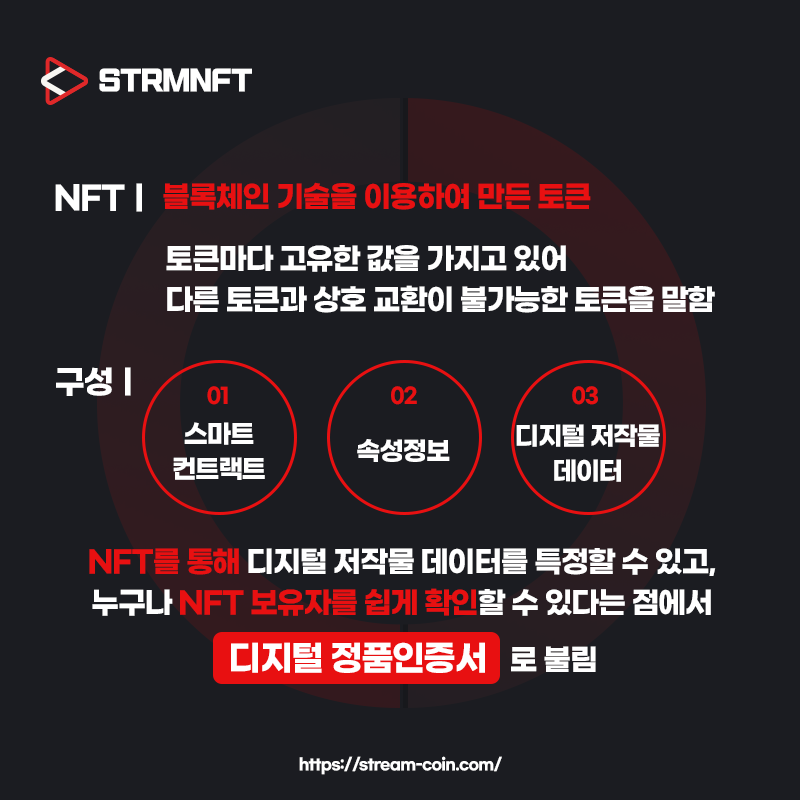 STRMNFT
NFT | 블록체인 기술을 이용하여 만든 토큰
토큰마다 고유한 값을 가지고 있어
다른 토큰과 상호 교환이 불가능한 토큰을 말함
구성 |
01
스마트
컨트랙트
02
속성정보
03
디지털 저작물
데이터
NFT를 통해 디지털 저작물 데이터를 특정할 수 있고,
누구나 NFT 보유자를 쉽게 확인할 수 있다는 점에서
디지털 정품인증서 로 불림
https://stream-coin.com/